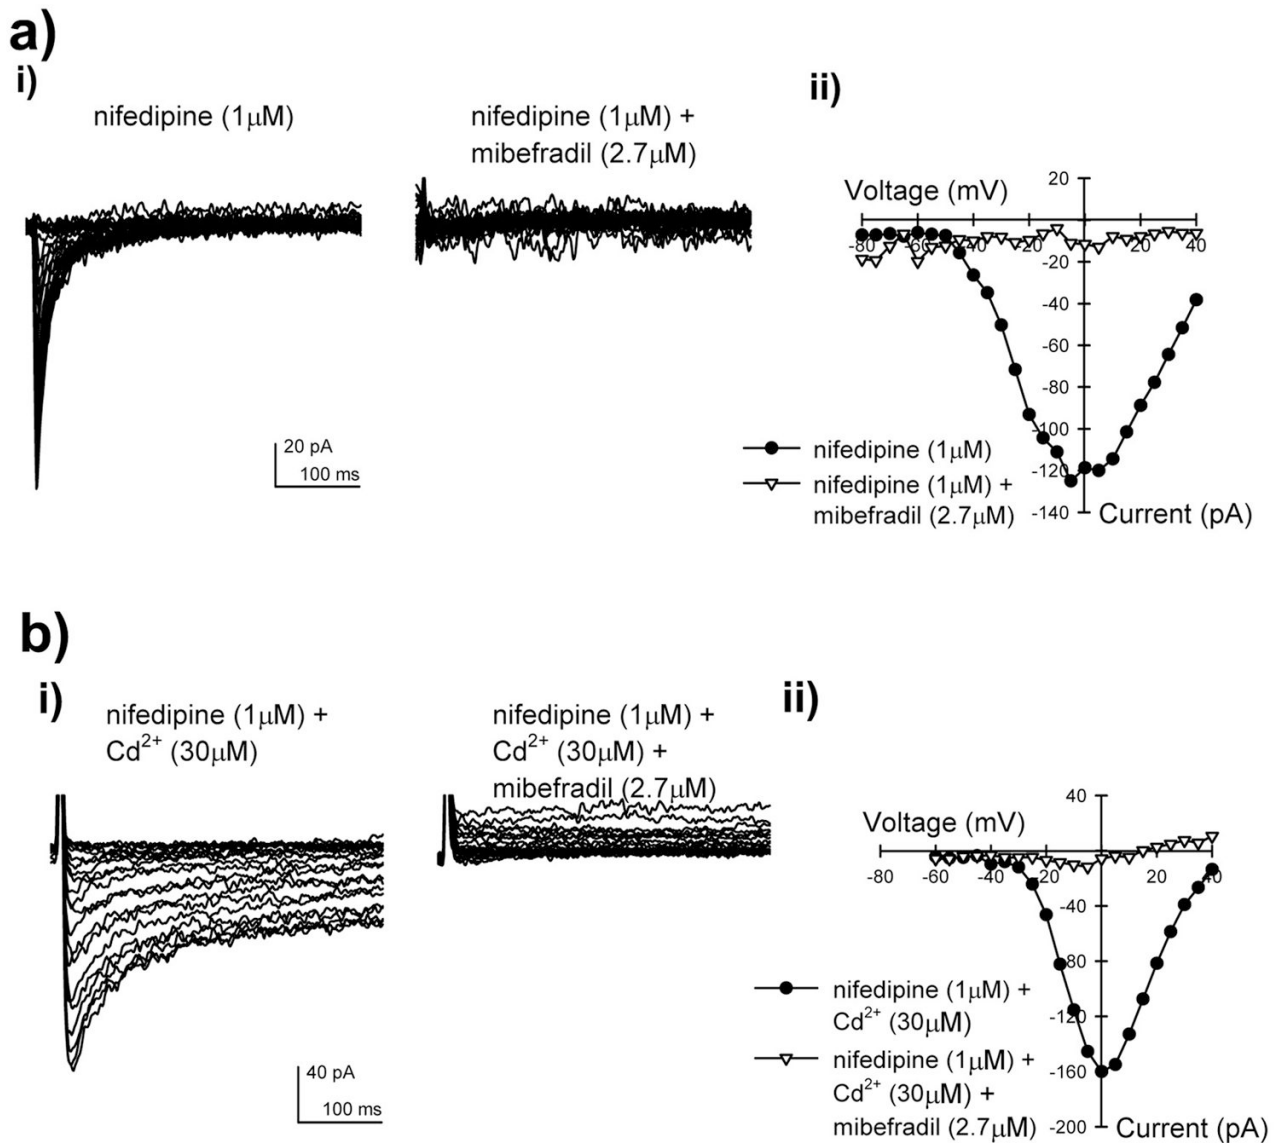 a)
i)
nifedipine (1μM)
nifedipine (1μM) +
mibefradil (2.7μM)
20 pA
100 ms
ii)
Voltage (mV)
20
-80
-60
-40
-20
20
40
-20
-40
-60
-80
-100
-120
-140
Current (pA)
nifedipine (1μM)
nifedipine (1μM) +
mibefradil (2.7μM)
b)
i)
nifedipine (1μM) +
Cd²⁺ (30μM)
nifedipine (1μM) +
Cd²⁺ (30μM) +
mibefradil (2.7μM)
40 pA
100 ms
ii)
Voltage (mV)
40
-80
-60
-40
-20
20
40
-40
-80
-120
-160
-200
Current (pA)
nifedipine (1μM) +
Cd²⁺ (30μM)
nifedipine (1μM) +
Cd²⁺ (30μM) +
mibefradil (2.7μM)